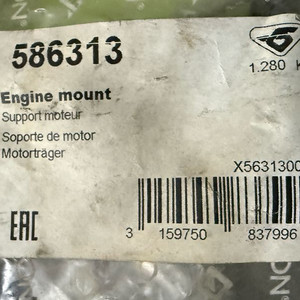 586313
1.280 K
Engine mount
Support moteur
Soporte de motor
Motorträger
X5631300
EAC
3 159750 837996